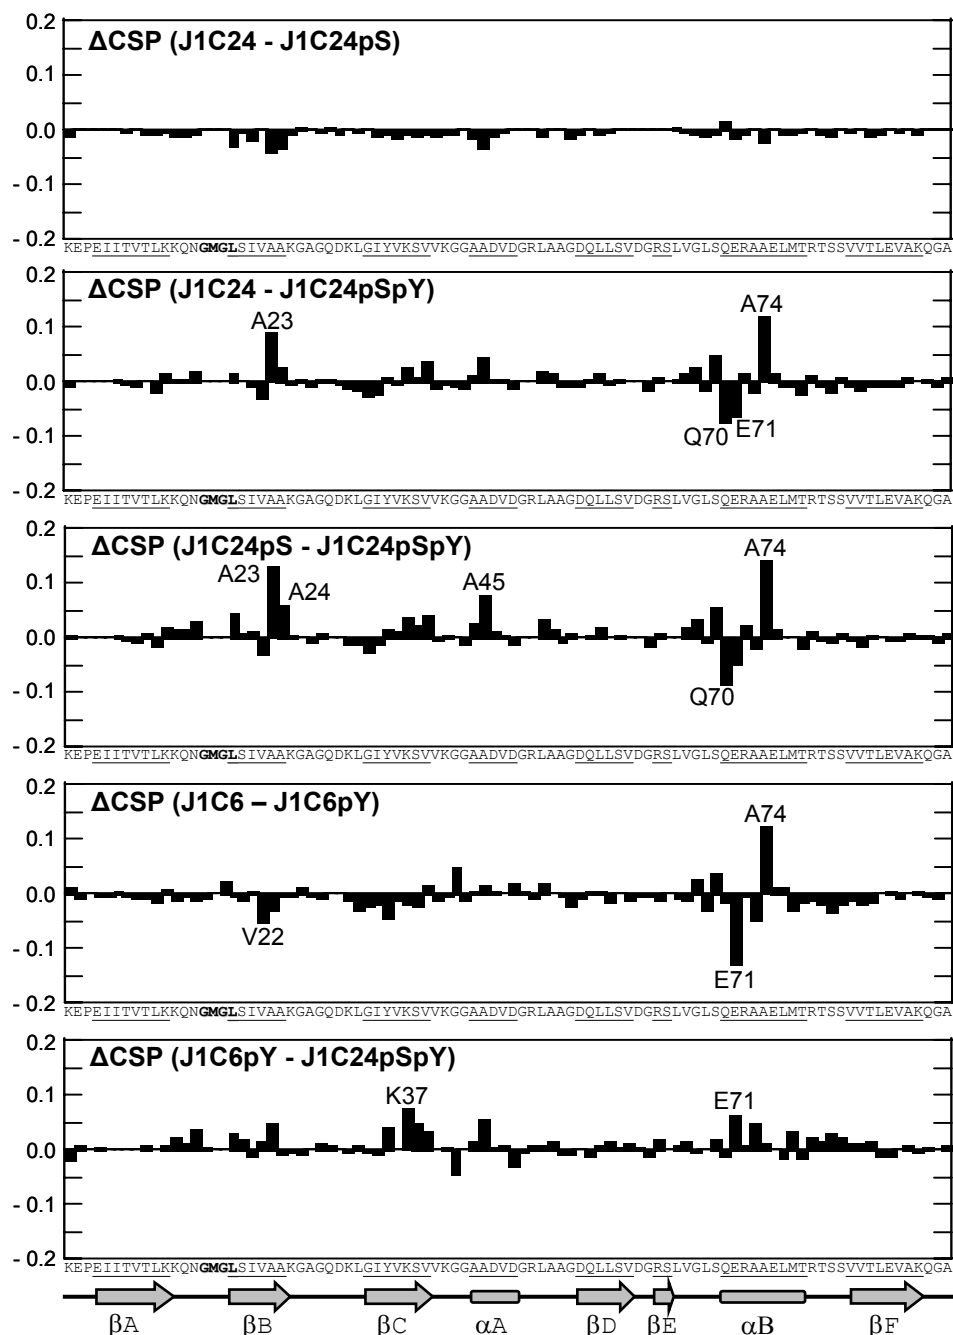 ΔCSP (J1C24 - J1C24pS)
0.2
0.1
0.0
- 0.1
- 0.2
KEPEIITVTLKKQNGMGLSIVAAKGAGQDKLGIYVKSVVKGGAADVDGRLAAGDQLLSVDGRSLVGLSQERAAELMTRTSSVVTLEVAKQGA
ΔCSP (J1C24 - J1C24pSpY)
0.2
0.1
0.0
- 0.1
- 0.2
A23
A74
Q70
E71
KEPEIITVTLKKQNGMGLSIVAAKGAGQDKLGIYVKSVVKGGAADVDGRLAAGDQLLSVDGRSLVGLSQERAAELMTRTSSVVTLEVAKQGA
ΔCSP (J1C24pS - J1C24pSpY)
0.2
0.1
0.0
- 0.1
- 0.2
A23
A24
A45
A74
Q70
KEPEIITVTLKKQNGMGLSIVAAKGAGQDKLGIYVKSVVKGGAADVDGRLAAGDQLLSVDGRSLVGLSQERAAELMTRTSSVVTLEVAKQGA
ΔCSP (J1C6 – J1C6pY)
0.2
0.1
0.0
- 0.1
- 0.2
A74
V22
E71
KEPEIITVTLKKQNGMGLSIVAAKGAGQDKLGIYVKSVVKGGAADVDGRLAAGDQLLSVDGRSLVGLSQERAAELMTRTSSVVTLEVAKQGA
ΔCSP (J1C6pY - J1C24pSpY)
0.2
0.1
0.0
- 0.1
- 0.2
K37
E71
KEPEIITVTLKKQNGMGLSIVAAKGAGQDKLGIYVKSVVKGGAADVDGRLAAGDQLLSVDGRSLVGLSQERAAELMTRTSSVVTLEVAKQGA
βA βB βC αA βD βE αB βF